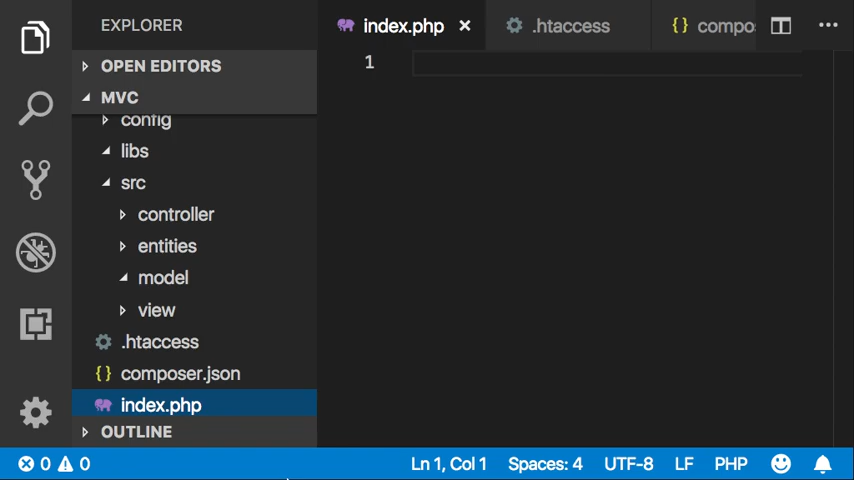 EXPLORER
OPEN EDITORS
MVC
config
libs
src
controller
entities
model
view
.htaccess
composer.json
index.php
OUTLINE
index.php
.htaccess
{} compo
1
0 0
Ln 1, Col 1
Spaces: 4
UTF-8
LF
PHP